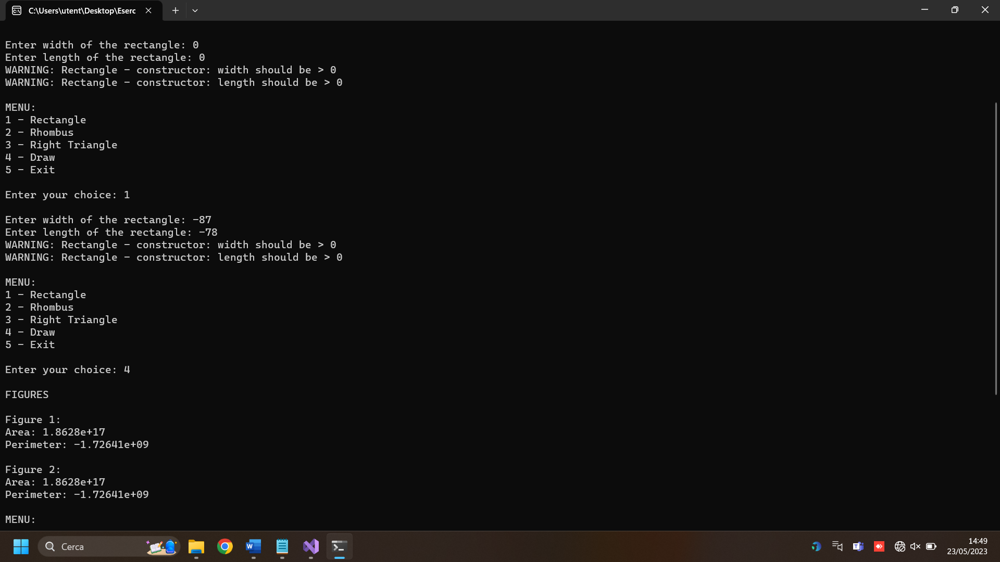 C:\Users\utent\Desktop\Eserc
Enter width of the rectangle: 0
Enter length of the rectangle: 0
WARNING: Rectangle - constructor: width should be > 0
WARNING: Rectangle - constructor: length should be > 0
MENU:
1 - Rectangle
2 - Rhombus
3 - Right Triangle
4 - Draw
5 - Exit
Enter your choice: 1
Enter width of the rectangle: -87
Enter length of the rectangle: -78
WARNING: Rectangle - constructor: width should be > 0
WARNING: Rectangle - constructor: length should be > 0
MENU:
1 - Rectangle
2 - Rhombus
3 - Right Triangle
4 - Draw
5 - Exit
Enter your choice: 4
FIGURES
Figure 1:
Area: 1.8628e+17
Perimeter: -1.72641e+09
Figure 2:
Area: 1.8628e+17
Perimeter: -1.72641e+09
MENU:
Cerca
14:49
23/05/2023